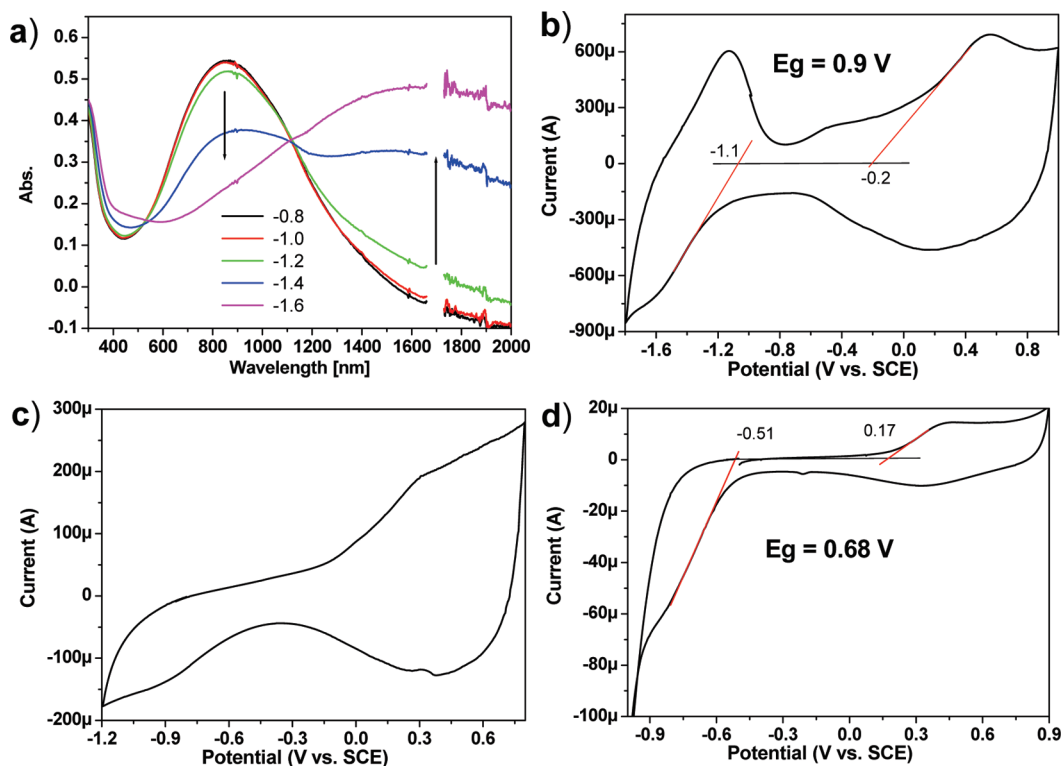 a)
0.6
0.5
0.4
0.3
0.2
0.1
0.0
-0.1
Abs.
-0.8
-1.0
-1.2
-1.4
-1.6
400 600 800 1000 1200 1400 1600 1800 2000
Wavelength [nm]
b)
Eg = 0.9 V
600µ
300µ
0
-300µ
-600µ
-900µ
Current (A)
-1.1
-0.2
-1.6 -1.2 -0.8 -0.4 0.0 0.4 0.8
Potential (V vs. SCE)
c)
300µ
200µ
100µ
0
-100µ
-200µ
Current (A)
-1.2 -0.9 -0.6 -0.3 0.0 0.3 0.6
Potential (V vs. SCE)
d)
20µ
0
-20µ
-40µ
-60µ
-80µ
-100µ
Current (A)
-0.51
0.17
Eg = 0.68 V
-0.9 -0.6 -0.3 0.0 0.3 0.6 0.9
Potential (V vs. SCE)